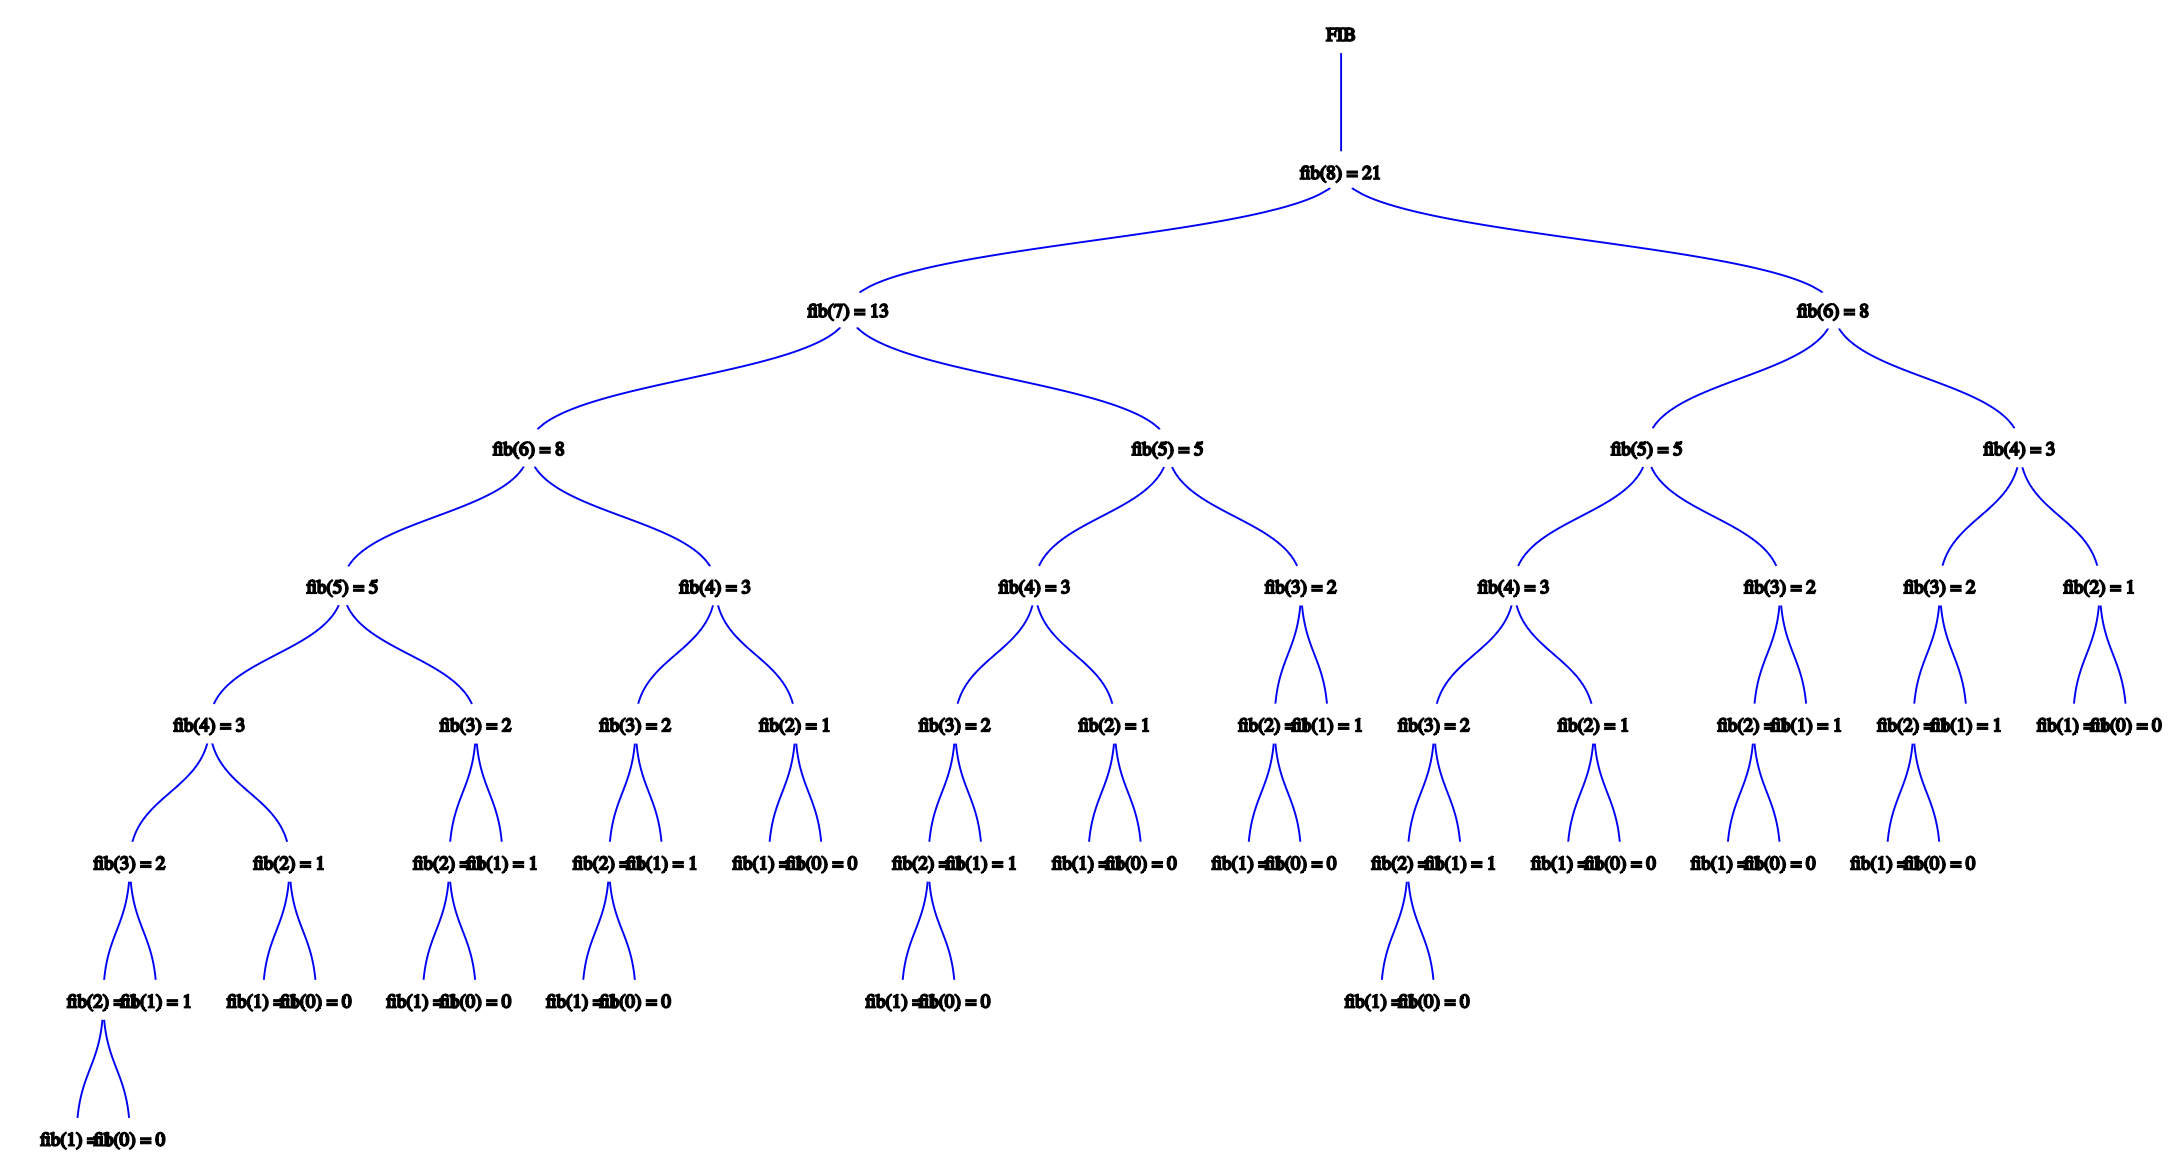 FIB
fib(8) = 21
fib(7) = 13 fib(6) = 8
fib(6) = 8 fib(5) = 5 fib(5) = 5 fib(4) = 3
fib(5) = 5 fib(4) = 3 fib(4) = 3 fib(3) = 2 fib(4) = 3 fib(3) = 2 fib(3) = 2 fib(2) = 1
fib(4) = 3 fib(3) = 2 fib(3) = 2 fib(2) = 1 fib(3) = 2 fib(2) = 1 fib(2) = 1 fib(1) = 1 fib(3) = 2 fib(2) = 1 fib(2) = 1 fib(1) = 1 fib(2) = 1 fib(1) = 1 fib(1) = 1 fib(0) = 0
fib(3) = 2 fib(2) = 1 fib(2) = 1 fib(1) = 1 fib(2) = 1 fib(1) = 1 fib(1) = 1 fib(0) = 0 fib(2) = 1 fib(1) = 1 fib(1) = 1 fib(0) = 0 fib(1) = 1 fib(0) = 0 fib(2) = 1 fib(1) = 1 fib(1) = 1 fib(0) = 0 fib(1) = 1 fib(0) = 0 fib(1) = 1 fib(0) = 0
fib(2) = 1 fib(1) = 1 fib(1) = 1 fib(0) = 0 fib(1) = 1 fib(0) = 0 fib(1) = 1 fib(0) = 0 fib(1) = 1 fib(0) = 0 fib(1) = 1 fib(0) = 0
fib(1) = 1 fib(0) = 0